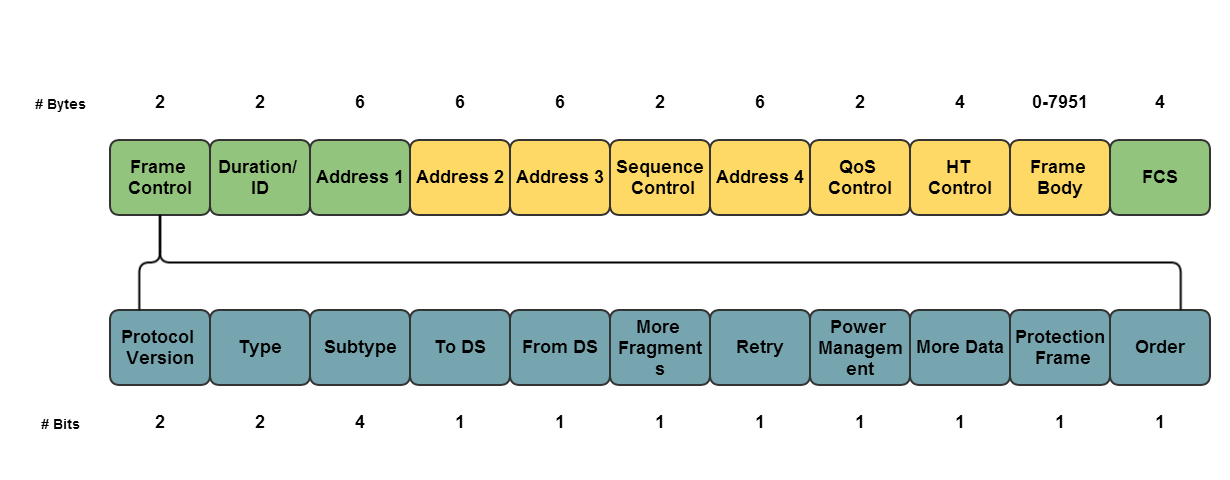 # Bytes 2 2 6 6 6 2 6 2 4 0-7951 4
Frame
Control
Duration/
ID
Address 1
Address 2
Address 3
Sequence
Control
Address 4
QoS
Control
HT
Control
Frame
Body
FCS
Protocol
Version
Type
Subtype
To DS
From DS
More
Fragment
s
Retry
Power
Managem
ent
More Data
Protection
Frame
Order
# Bits 2 2 4 1 1 1 1 1 1 1 1